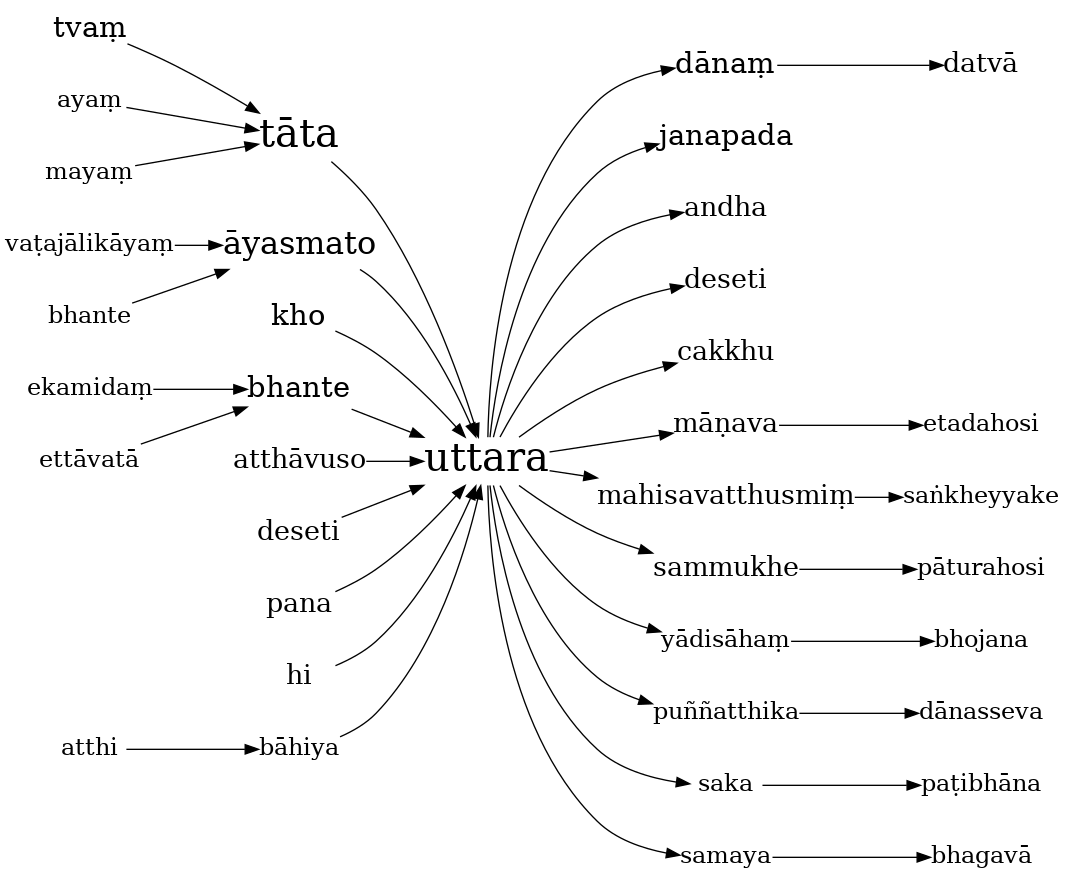 tvaṃ
dānaṃ datvā
ayaṃ
tāta
janapada
mayaṃ
andha
vaṭajālikāyaṃ āyasmato
deseti
bhante
kho
cakkhu
ekamidaṃ bhante
māṇava etadahosi
ettāvatā atthāvuso uttara
mahisavatthusmiṃ saṅkheyyake
deseti
sammukhe pāturahosi
pana
yādisāhaṃ bhojana
hi
puññatthika dānasseva
atthi bāhiya
saka paṭibhāna
samaya bhagavā